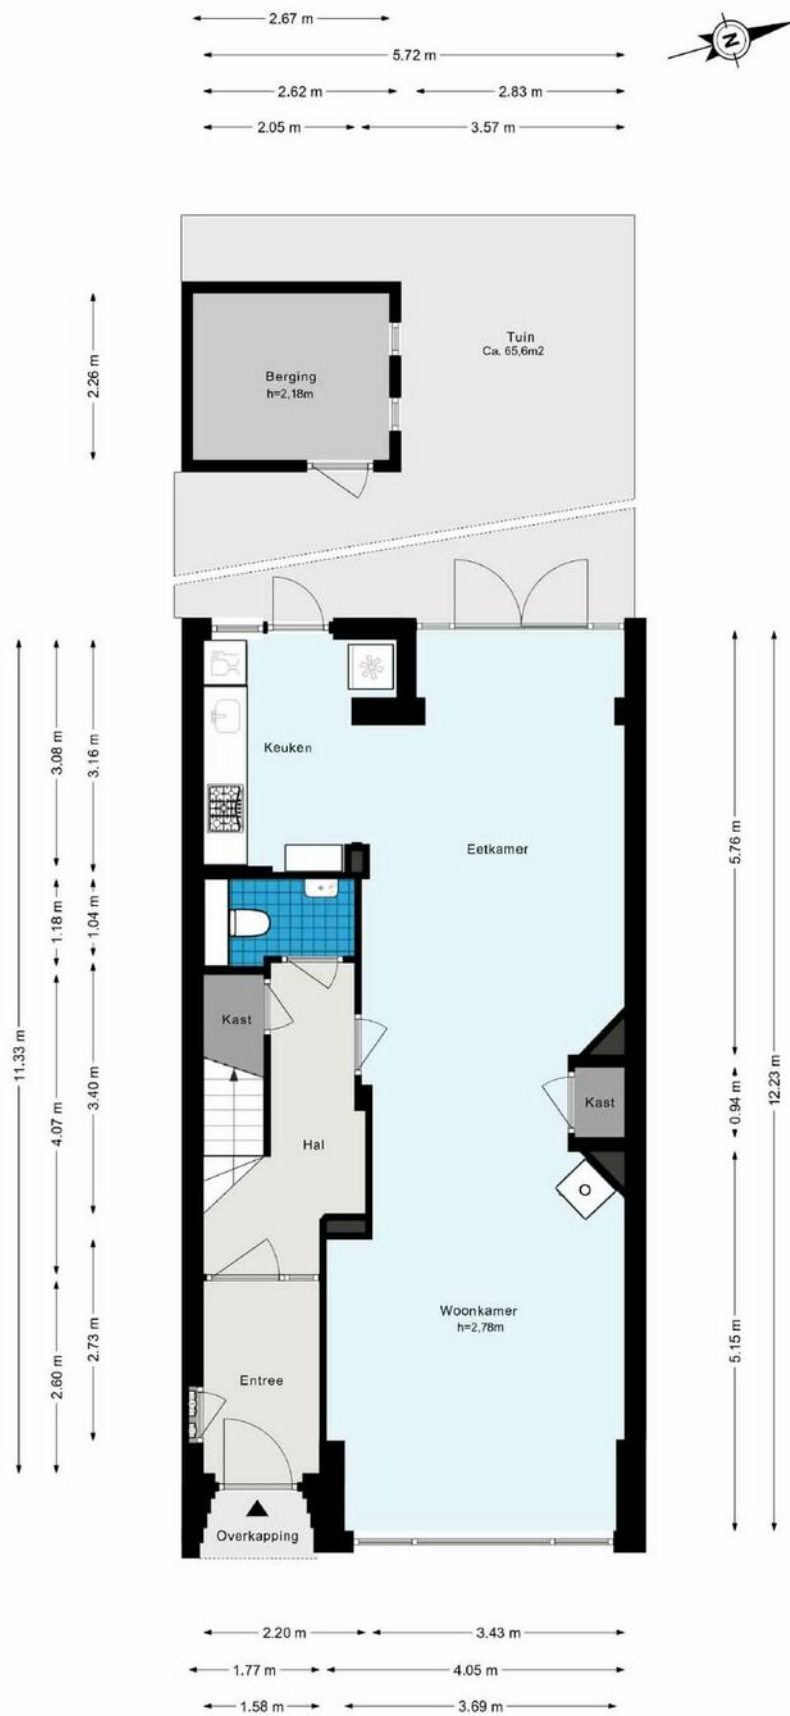 2.67 m
N
5.72 m
2.62 m
2.83 m
2.05 m
3.57 m
2.26 m
Tuin
Ca. 65,6m2
Berging
h=2,18m
11.33 m
3.08 m
3.16 m
Keuken
Eetkamer
5.76 m
12.23 m
1.18 m
1.04 m
4.07 m
3.40 m
Kast
Kast
0.94 m
Hal
2.60 m
2.73 m
Woonkamer
h=2,78m
5.15 m
Entree
Overkapping
2.20 m
3.43 m
1.77 m
4.05 m
1.58 m
3.69 m